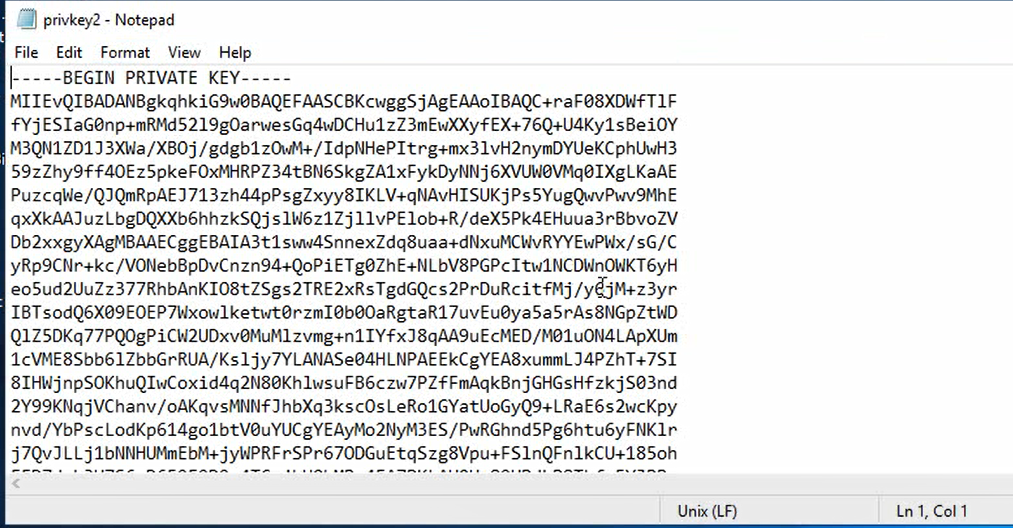 privkey2 - Notepad
File Edit Format View Help
-----BEGIN PRIVATE KEY-----
MIIEvQIBADANBgkqhkiG9w0BAQEFAASCBKcwggSjAgEAAoIBAQC+raF08XDWfTlF
fYjESIaG0np+mRMd52l9gOarwesGq4wDCHu1zZ3mEwXXyfEX+76Q+U4Ky1sBeiOY
M3QN1ZD1J3XWa/XBOj/gdgb1zOwM+/IdpNHePItrg+mx3lvH2nymDYUeKCphUwH3
59zZhy9ff4OEz5pkeFOxMHRPZ34tBN6SkgZA1xFykDyNNj6XVUW0VMq0IXgLKaAE
PuzcqWe/QJQmRpAEJ713zh44pPsgZxyy8IKLV+qNAvHISUKjPs5YugQwvPwv9MhE
qxXkAAJuzLbgDQXXb6hhzkSQjslW6z1ZjllvPElob+R/deX5Pk4EHuua3rBbvoZV
Db2xxgyXAgMBAAECggEBAIA3t1sww4SnnexZdq8uaa+dNxuMCWvRYYEwPWx/sG/C
yRp9CNr+kc/VONebBpDvCnzn94+QoPiETg0ZhE+NLbV8PGPcItw1NCDWnOWKT6yH
IBTsodQ6X09EOEP7Wxowlketwt0rzmI0b0OaRgtaR17uvEu0ya5a5rAs8NGpZtWD
QlZ5DKq77PQOgPiCW2UDxv0MuMlzvmg+n1IYfxJ8qAA9uEcMED/M01uON4LApXUm
1cVME8Sbb6lZbbGrRUA/Ksljy7YLANASe04HLNPAEEkCgYEA8xummLJ4PZhT+7SI
8IHWjnpSOKhuQIwCoxid4q2N80KhlwsuFB6czw7PZfFmAqkBnjGHGsHfzkjS03nd
2Y99KNqjVChanv/oAKqvsMNNfJhbXq3kscOsLeRo1GYatUoGyQ9+LRaE6s2wcKpy
nvd/YbPscLodKp614go1btV0uYUCgYEAyMo2NyM3ES/PwRGhnd5Pg6htu6yFNKlr
j7QvJLLj1bNNHUMmEbM+jyWPRFrSPr67ODGuEtqSzg8Vpu+FSlnQFnlkCU+185oh
Unix (LF)
Ln 1, Col 1